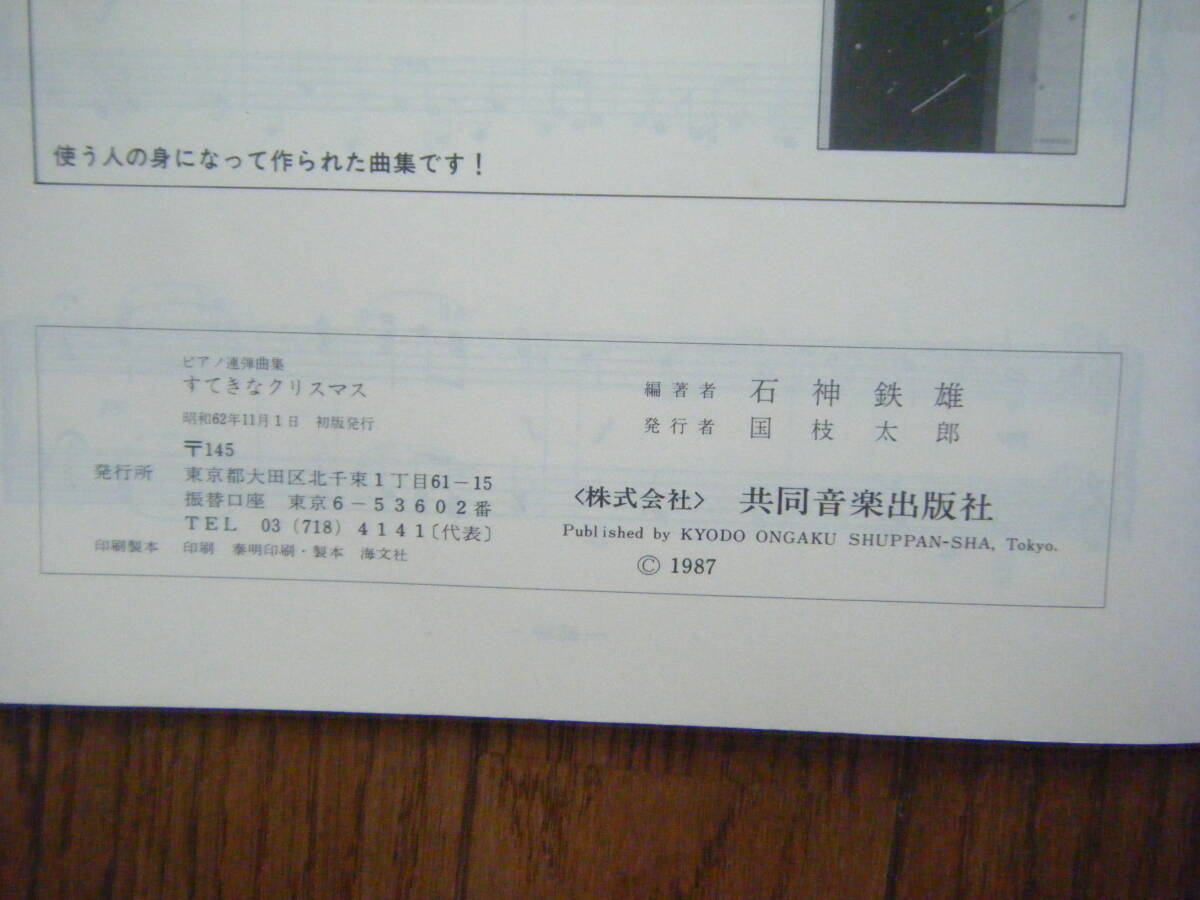 使う人の身になって作られた曲集です！
ピアノ連弾曲集
すてきなクリスマス
昭和62年11月1日 初版発行
〒145
発行所 東京都大田区北千束1丁目61−15
振替口座 東京6−53602番
TEL 03（718）4141〔代表〕
印刷製本 印刷 泰明印刷・製本 海文社
編著者 石神鉄雄
発行者 国枝太郎
〈株式会社〉 共同音楽出版社
Published by KYODO ONGAKU SHUPPAN-SHA, Tokyo.
© 1987